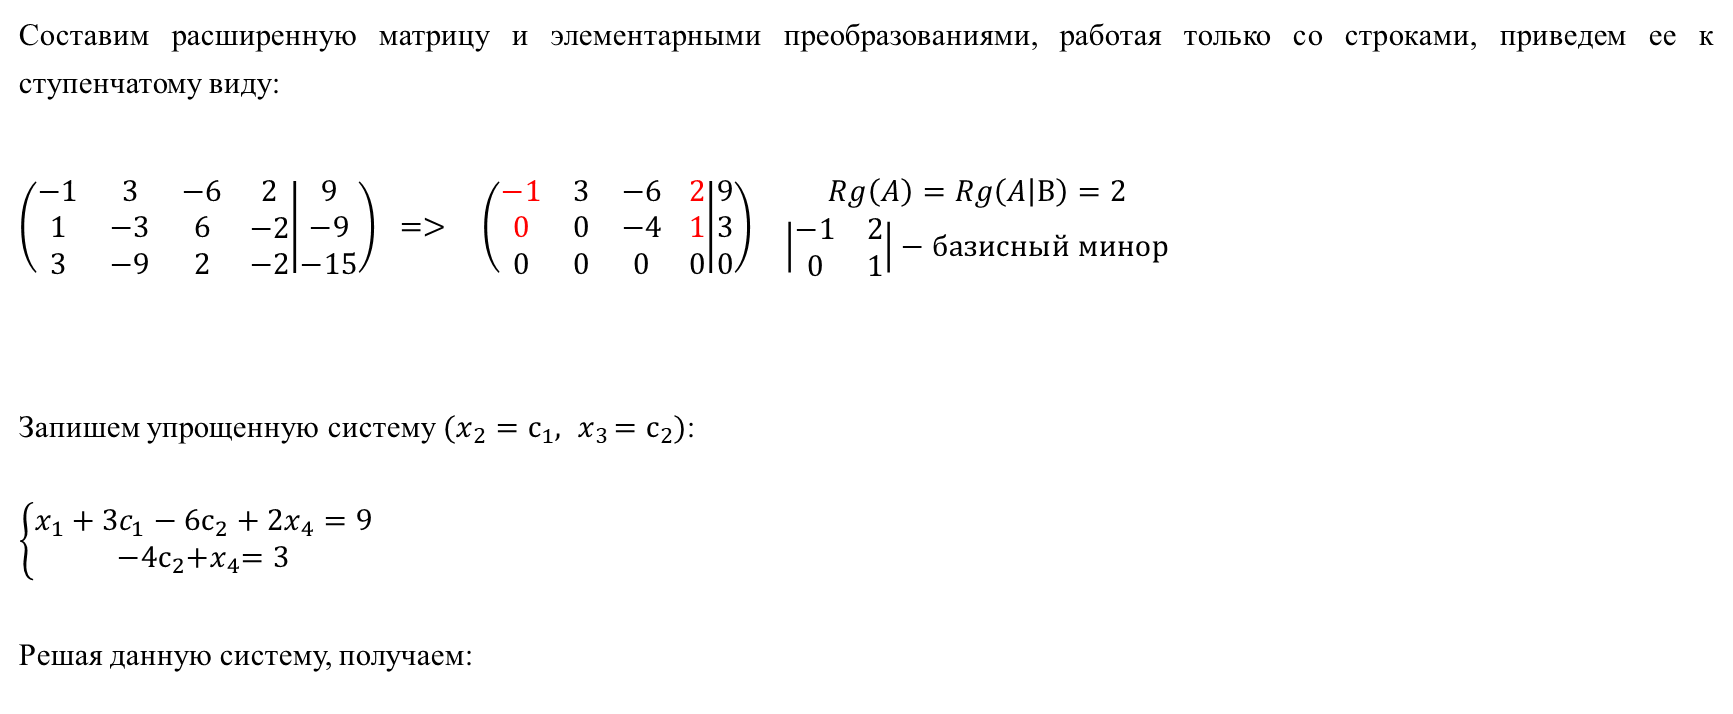 Составим расширенную матрицу и элементарными преобразованиями, работая только со строками, приведем ее к
ступенчатому виду:
−1 3 −6 2 | 9 −1 3 −6 2 | 9 Rg(A) = Rg(A|B) = 2
1 −3 6 −2 | −9 => 0 0 −4 1 | 3 |−1 2; 0 1| − базисный минор
3 −9 2 −2 | −15 0 0 0 0 | 0
Запишем упрощенную систему (x₂ = c₁, x₃ = c₂):
x₁ + 3c₁ − 6c₂ + 2x₄ = 9
−4c₂+x₄= 3
Решая данную систему, получаем: